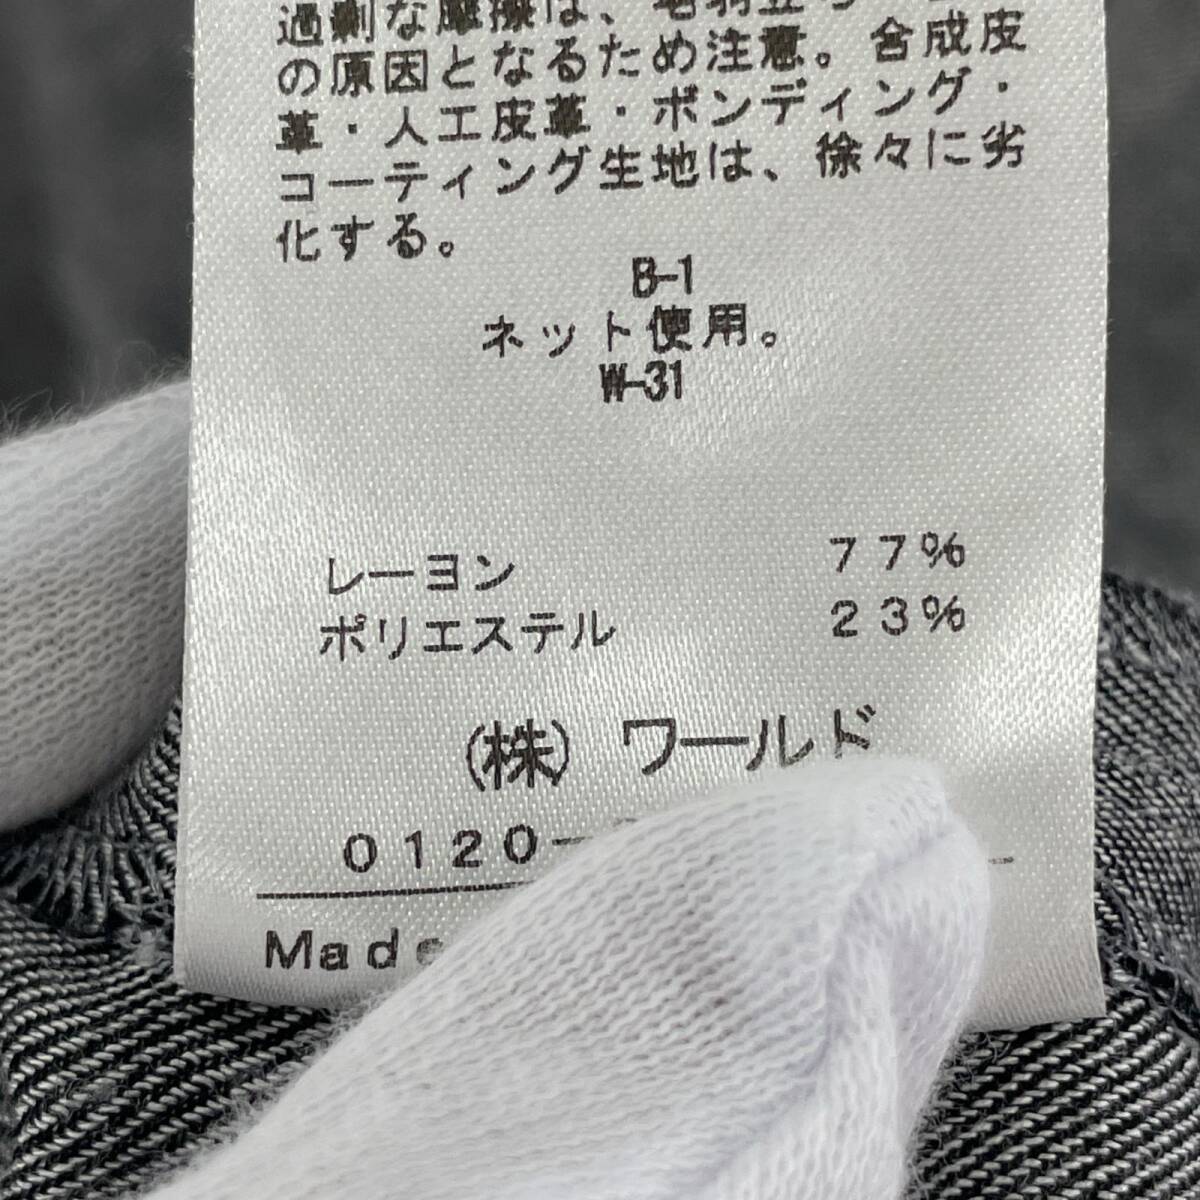 過剰な摩擦は、毛羽立ち
の原因となるため注意。合成皮
革・人工皮革・ボンディング・
コーティング生地は、徐々に劣
化する。
B-1
ネット使用。
W-31
レーヨン 77%
ポリエステル 23%
(株) ワールド
0120-
Made